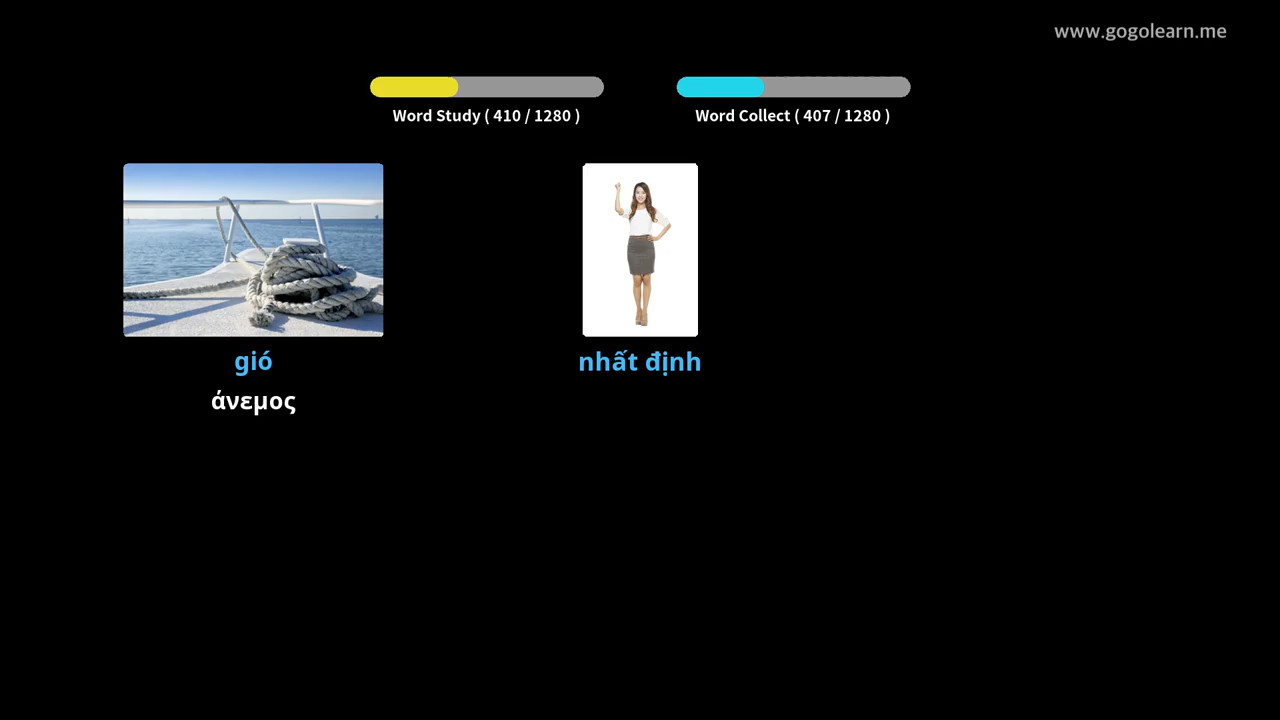 www.gogolearn.me
Word Study ( 410 / 1280 )
Word Collect ( 407 / 1280 )
gió
nhất định
άνεμος